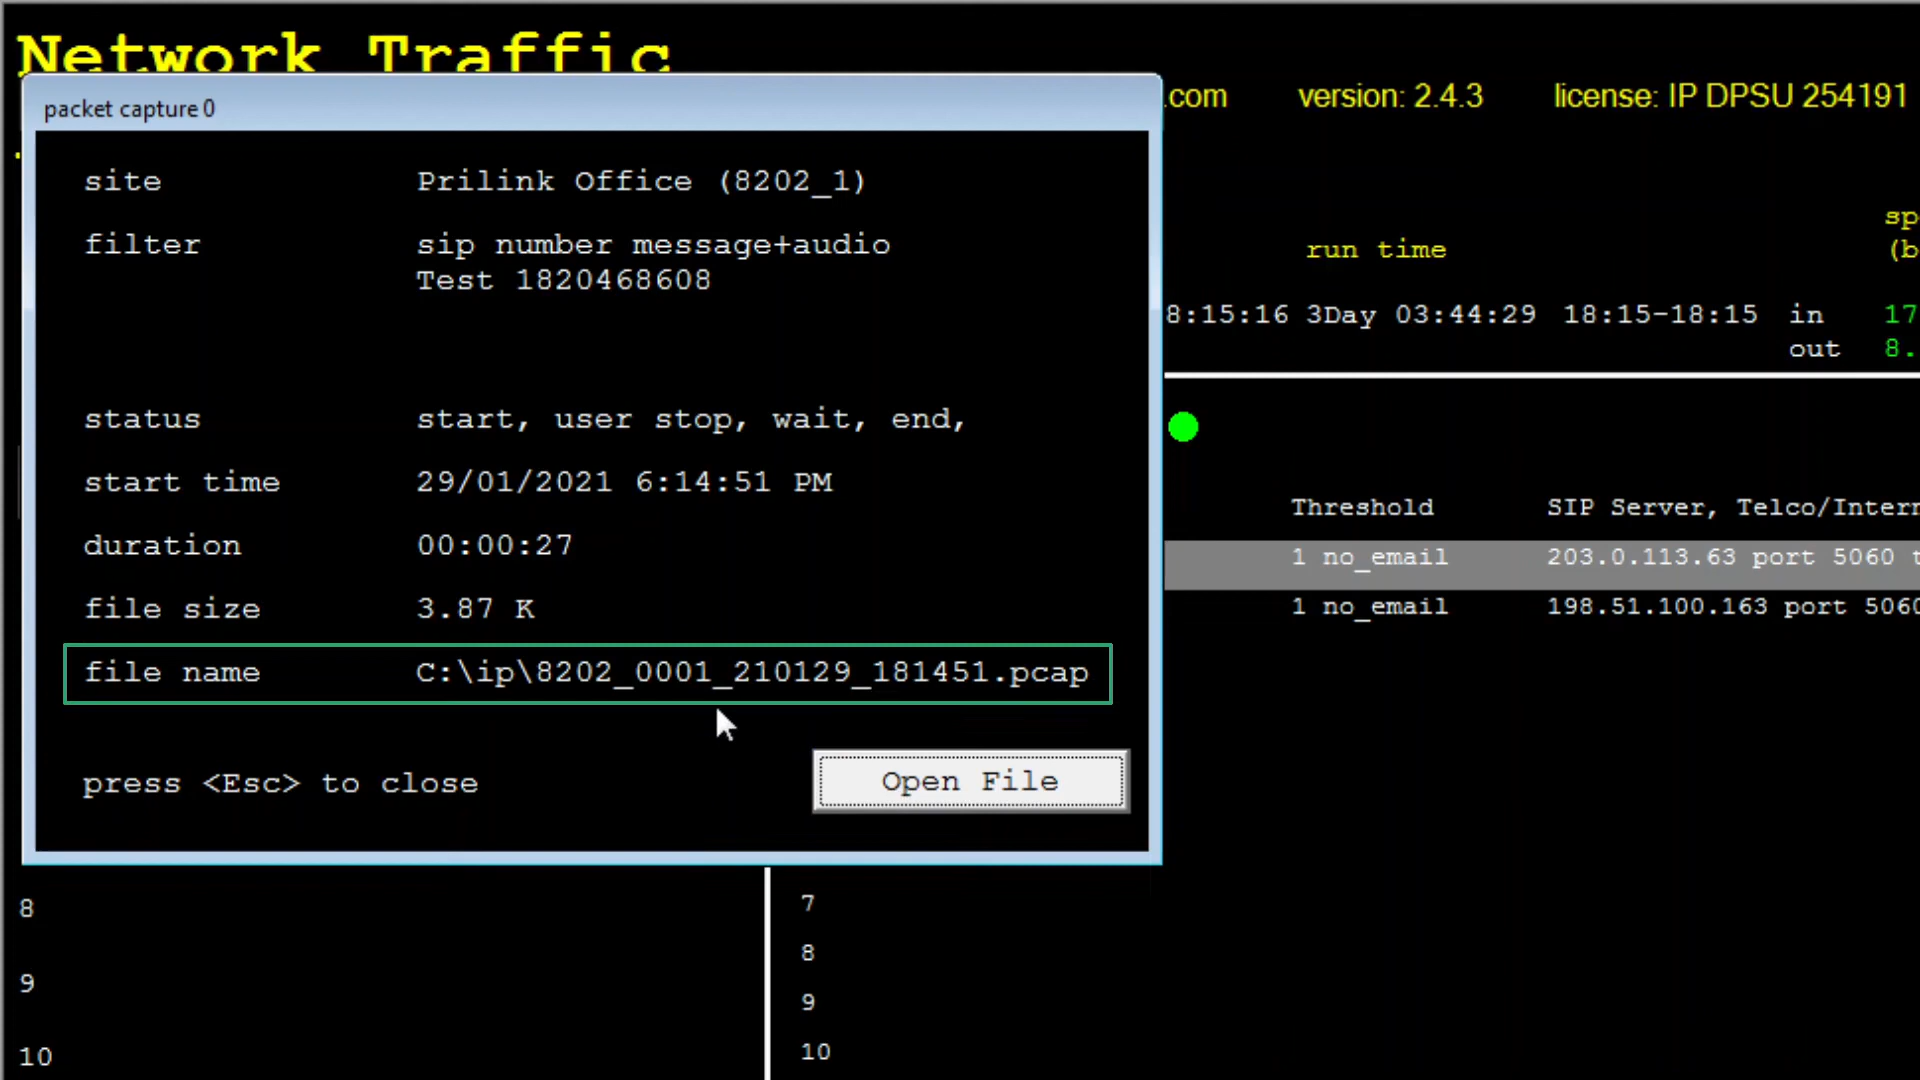 Network Traffic
.com version: 2.4.3 license: IP DPSU 254191
packet capture 0
site Prilink Office (8202_1)
filter sip number message+audio
Test 1820468608
status start, user stop, wait, end,
start time 29/01/2021 6:14:51 PM
duration 00:00:27
file size 3.87 K
file name C:\ip\8202_0001_210129_181451.pcap
press <Esc> to close Open File
run time
8:15:16 3Day 03:44:29 18:15-18:15 in 17
out 8.
Threshold SIP Server, Telco/Intern
1 no_email 203.0.113.63 port 5060 t
1 no_email 198.51.100.163 port 5060
8
9
10
7
8
9
10